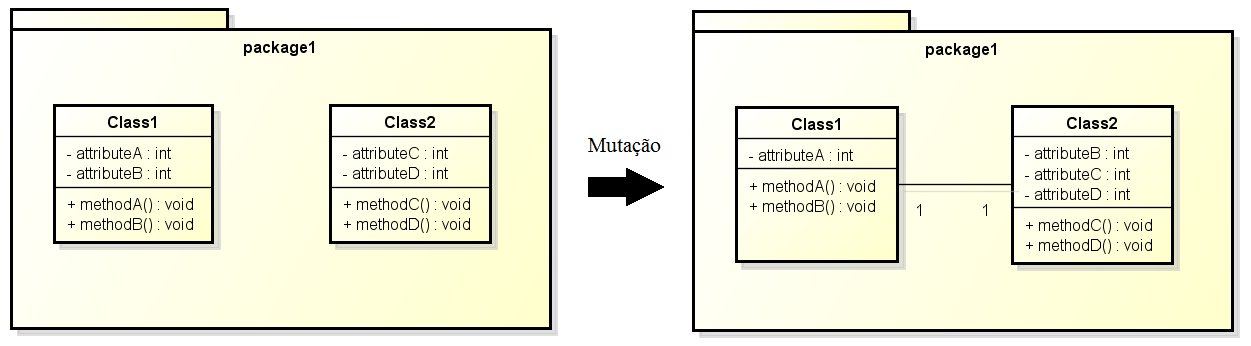 package1
Class1
- attributeA : int
- attributeB : int
+ methodA() : void
+ methodB() : void
Class2
- attributeC : int
- attributeD : int
+ methodC() : void
+ methodD() : void
Mutação
package1
Class1
- attributeA : int
+ methodA() : void
+ methodB() : void
1
1
Class2
- attributeB : int
- attributeC : int
- attributeD : int
+ methodC() : void
+ methodD() : void